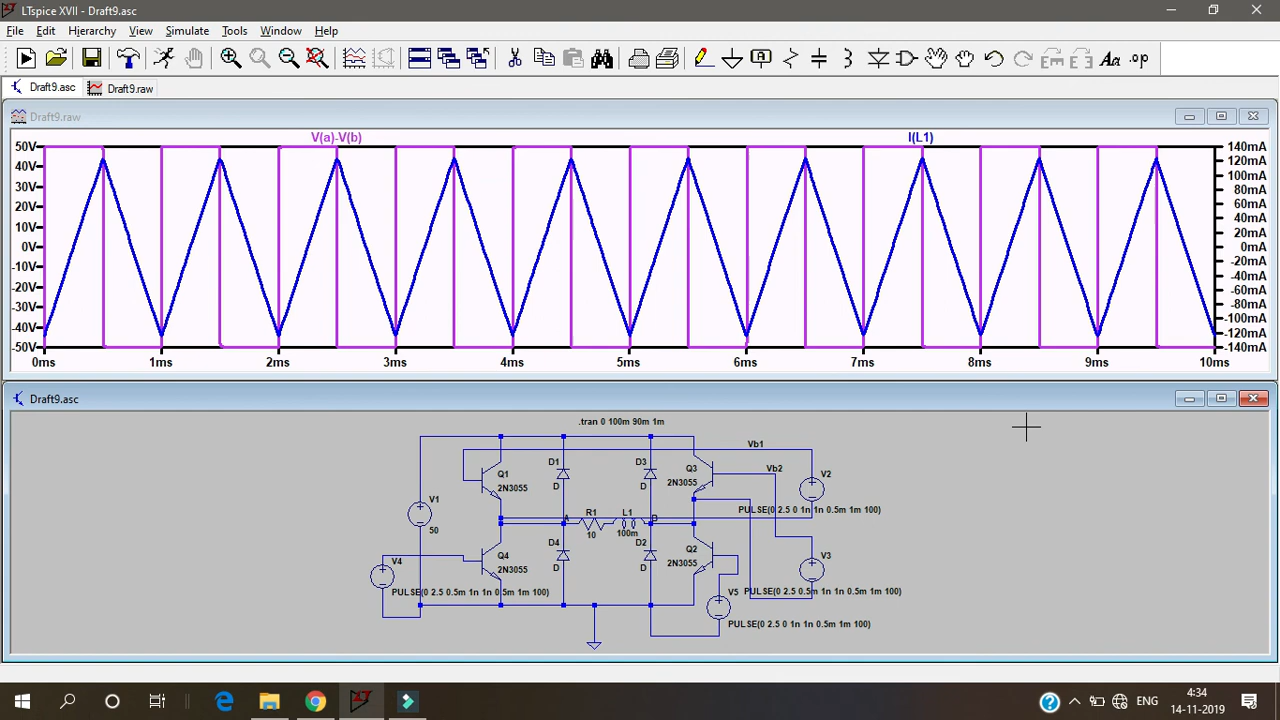 LTspice XVII - Draft9.asc
File Edit Hierarchy View Simulate Tools Window Help
Aa .op
Draft9.asc Draft9.raw
Draft9.raw
V(a)-V(b) I(L1)
50V 140mA
40V 120mA
30V 100mA
20V 80mA
10V 60mA
0V 40mA
-10V 20mA
-20V 0mA
-30V -20mA
-40V -40mA
-50V -60mA
-80mA
-100mA
-120mA
-140mA
0ms 1ms 2ms 3ms 4ms 5ms 6ms 7ms 8ms 9ms 10ms
Draft9.asc
.tran 0 100m 90m 1m
Vb1
D1 D3 Q3 Vb2
Q1 V2
2N3055 D D 2N3055
V1
50
PULSE(0 2.5 0 1n 1n 0.5m 1m 100)
A R1 L1 B
10 100m
D4 D2 Q2
Q4 V3
V4 2N3055 D D 2N3055
PULSE(0 2.5 0.5m 1n 1n 0.5m 1m 100)
V5 PULSE(0 2.5 0.5m 1n 1n 0.5m 1m 100)
PULSE(0 2.5 0 1n 1n 0.5m 1m 100)
ENG
4:34
14-11-2019